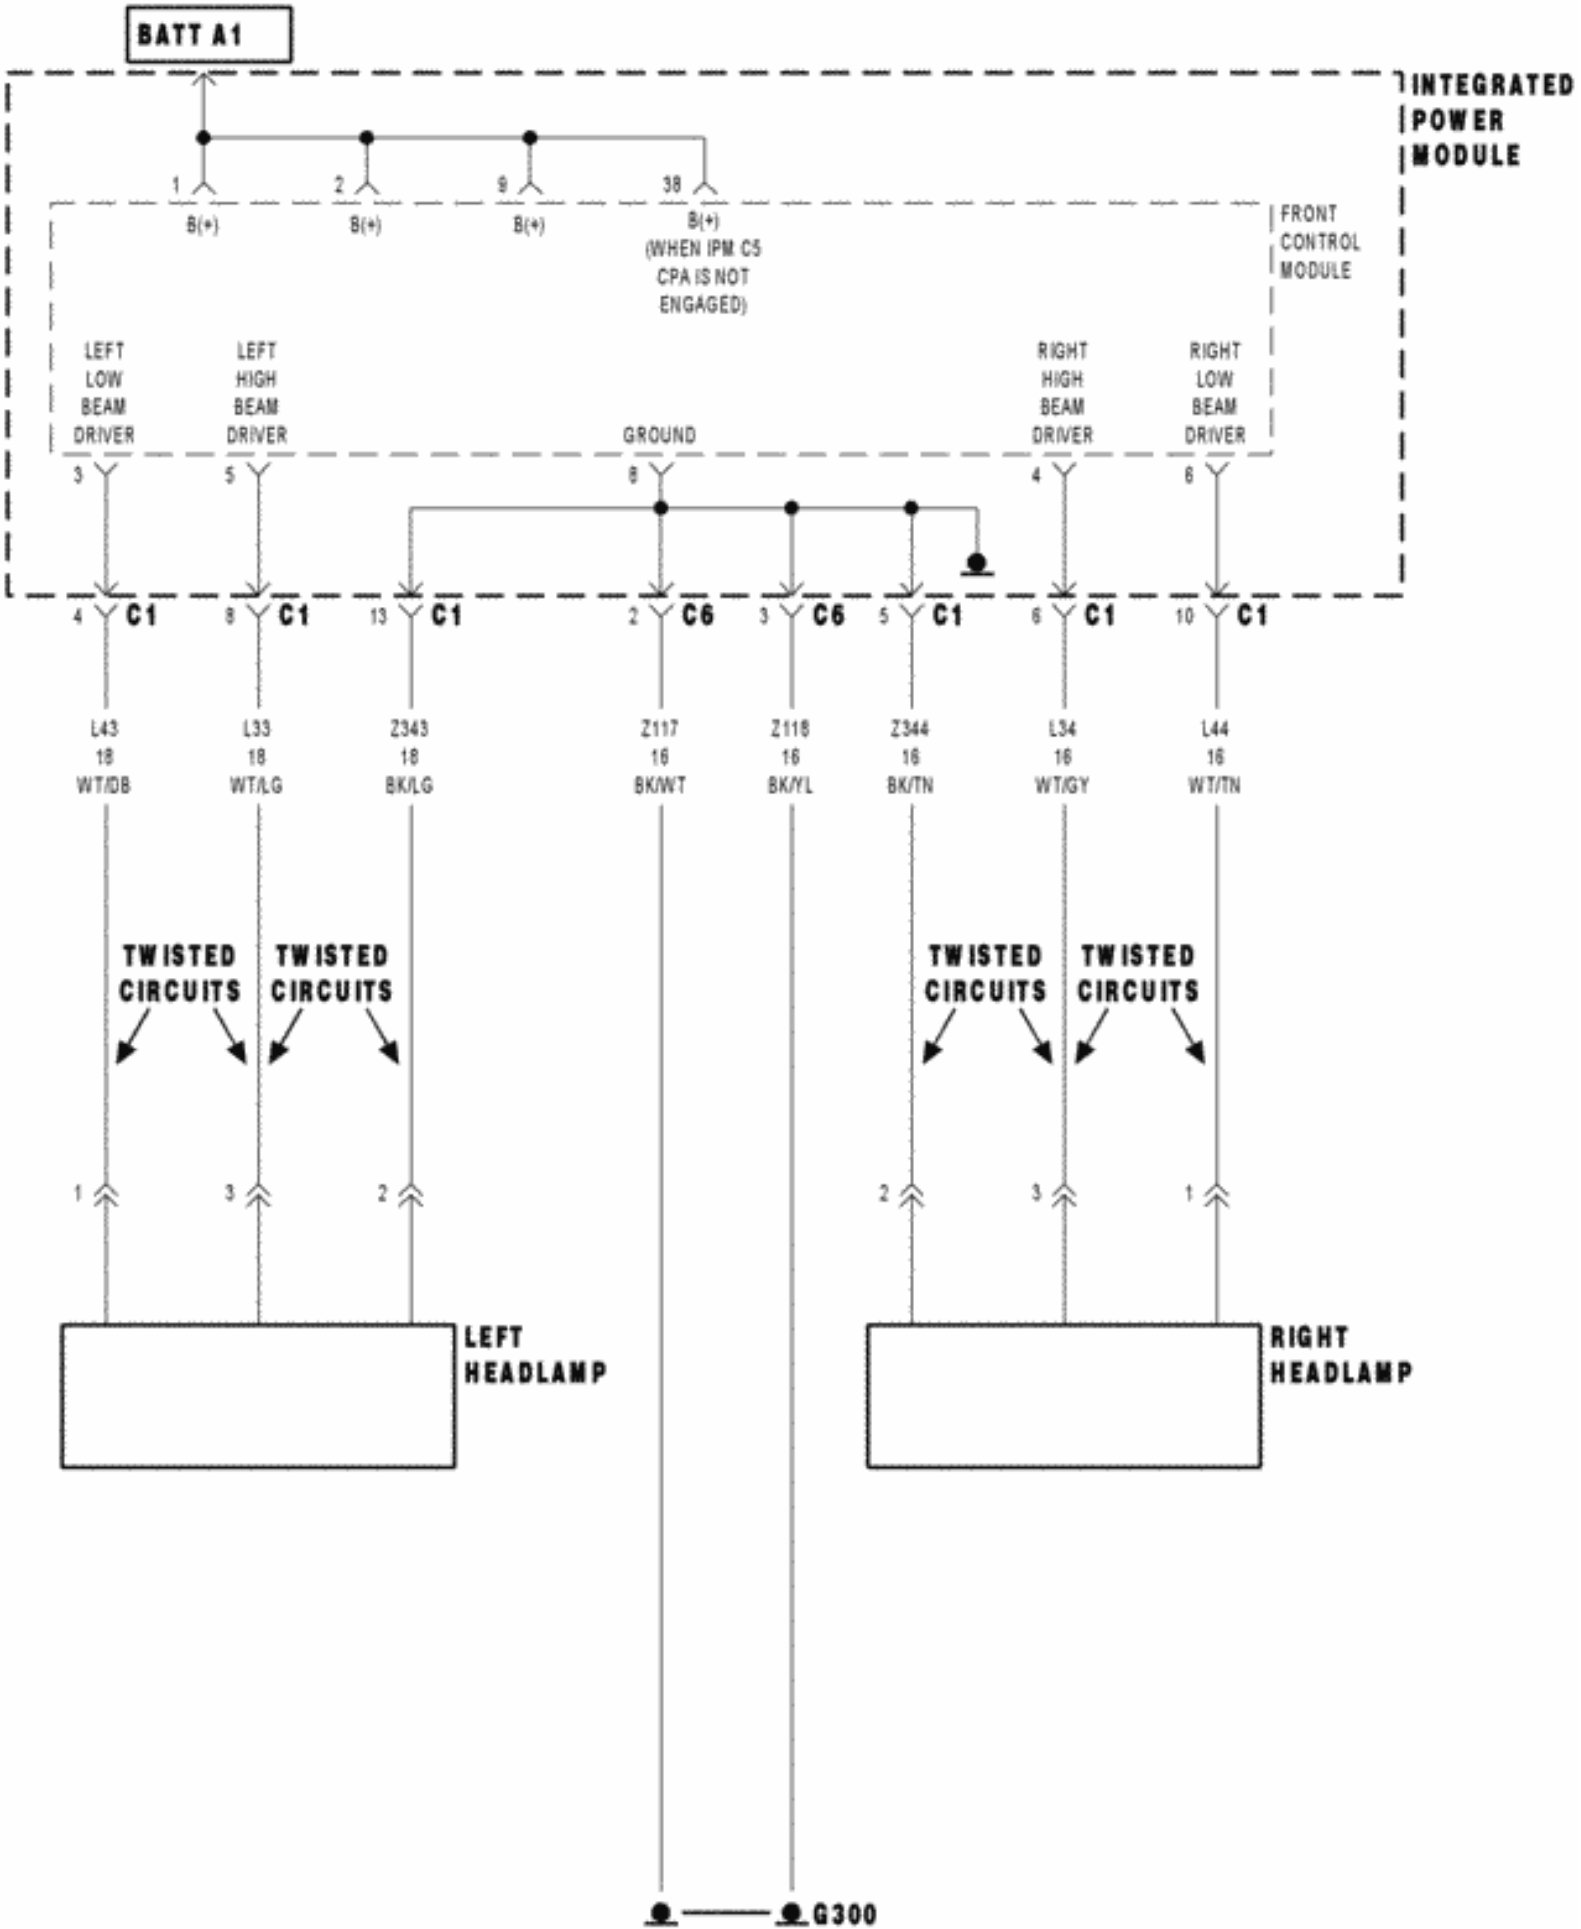 BATT A1
INTEGRATED
POWER
MODULE
1
2
9
38
B(+)
B(+)
B(+)
B(+)
(WHEN IPM C5
CPA IS NOT
ENGAGED)
FRONT
CONTROL
MODULE
LEFT
LOW
BEAM
DRIVER
LEFT
HIGH
BEAM
DRIVER
GROUND
RIGHT
HIGH
BEAM
DRIVER
RIGHT
LOW
BEAM
DRIVER
3
5
4
6
4 C1
8 C1
13 C1
2 C6
3 C6
5 C1
6 C1
10 C1
L43
18
WT/DB
L33
18
WT/LG
Z343
18
BK/LG
Z117
16
BK/WT
Z118
16
BK/YL
Z344
16
BK/TN
L34
16
WT/GY
L44
16
WT/TN
TWISTED
CIRCUITS
TWISTED
CIRCUITS
TWISTED
CIRCUITS
TWISTED
CIRCUITS
1
3
2
2
3
1
LEFT
HEADLAMP
RIGHT
HEADLAMP
G300